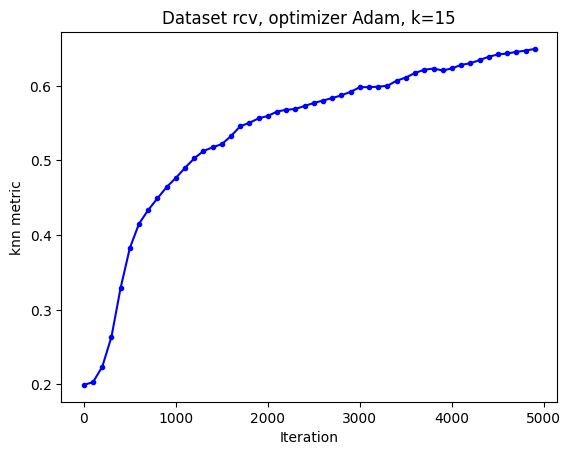 Dataset rcv, optimizer Adam, k=15
knn metric
0.6
0.5
0.4
0.3
0.2
0 1000 2000 3000 4000 5000
Iteration